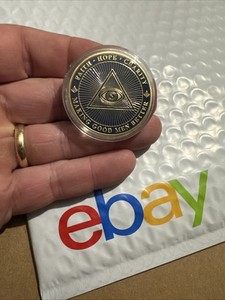 FAITH · HOPE · CHARITY
MAKING GOOD MEN BETTER
ebay